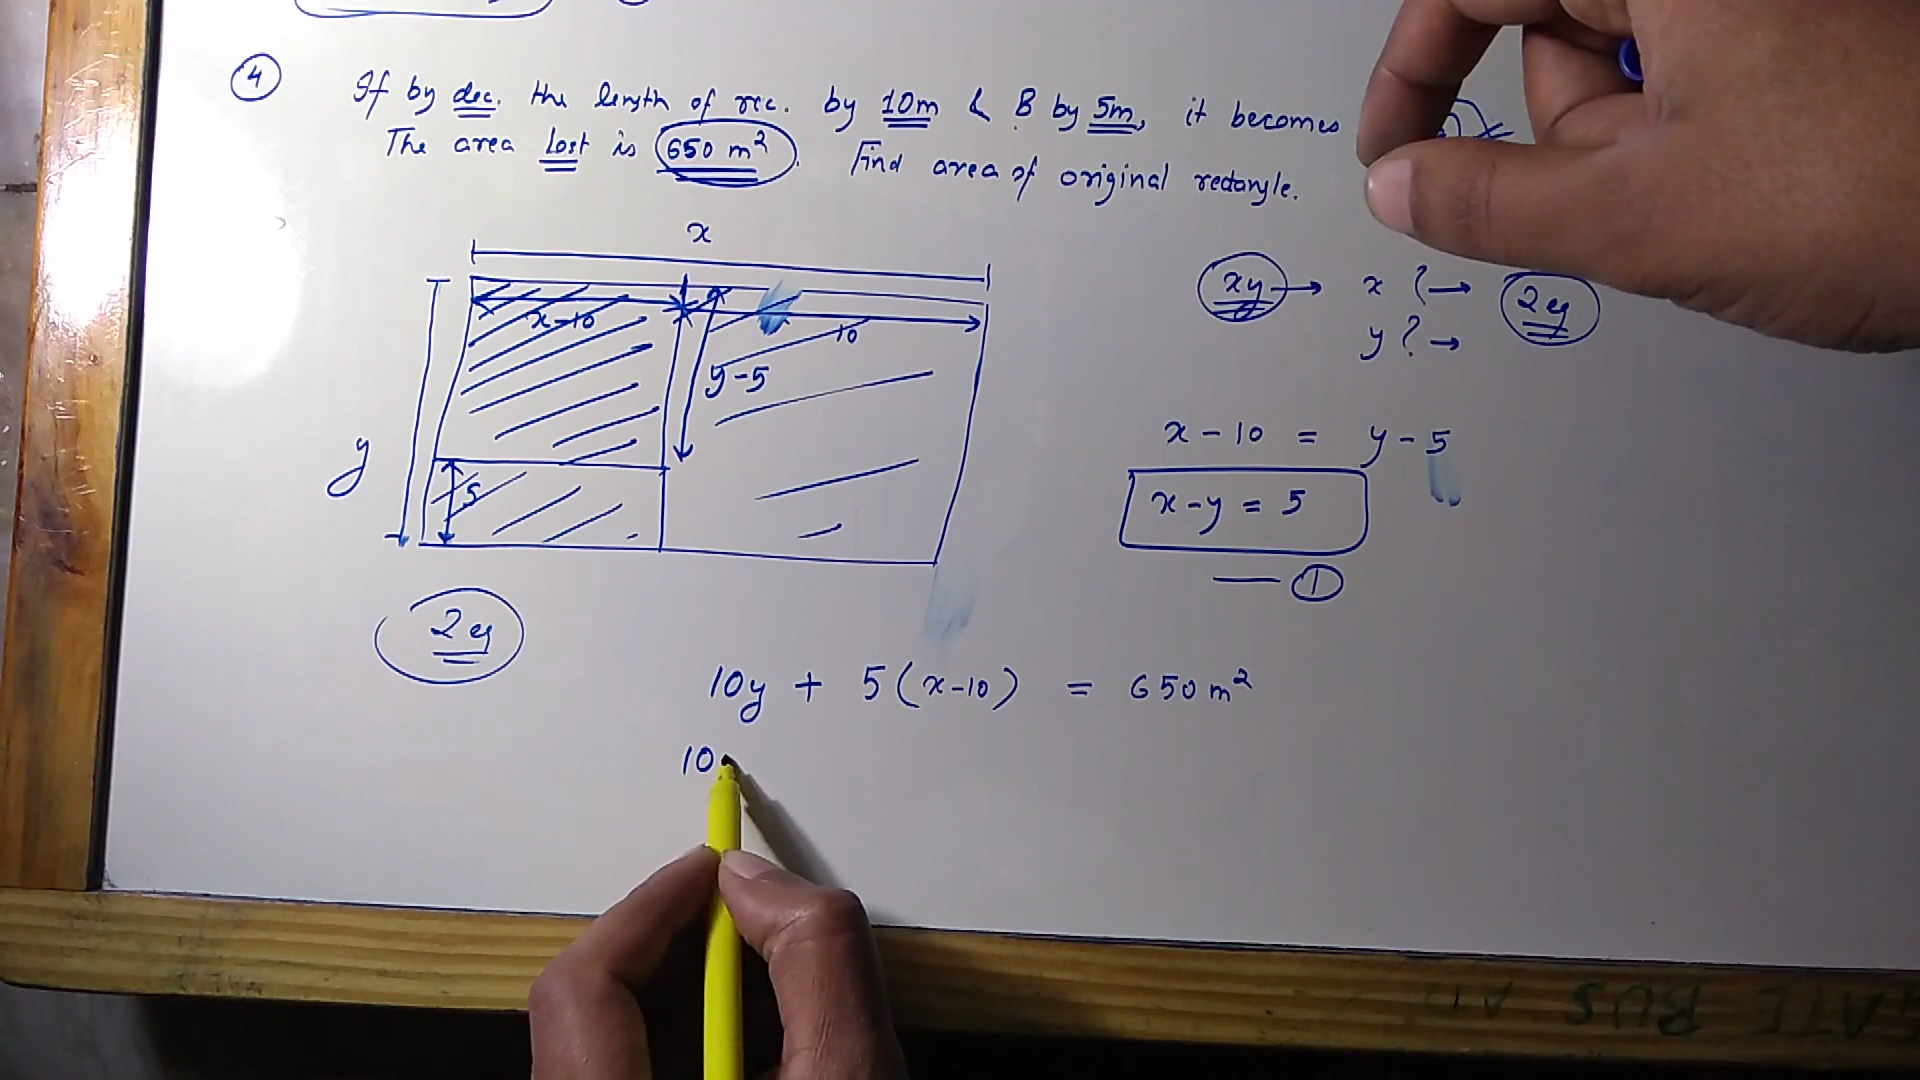 4 If by dec. the length of rec. by 10m & B by 5m, it becomes
The area lost is 650 m². Find area of original rectangle.
x
x-10
10
y-5
y
5
xy → x ? → 2eq
y ? →
x - 10 = y - 5
x - y = 5
— 1
2eq
10y + 5(x-10) = 650 m²
10